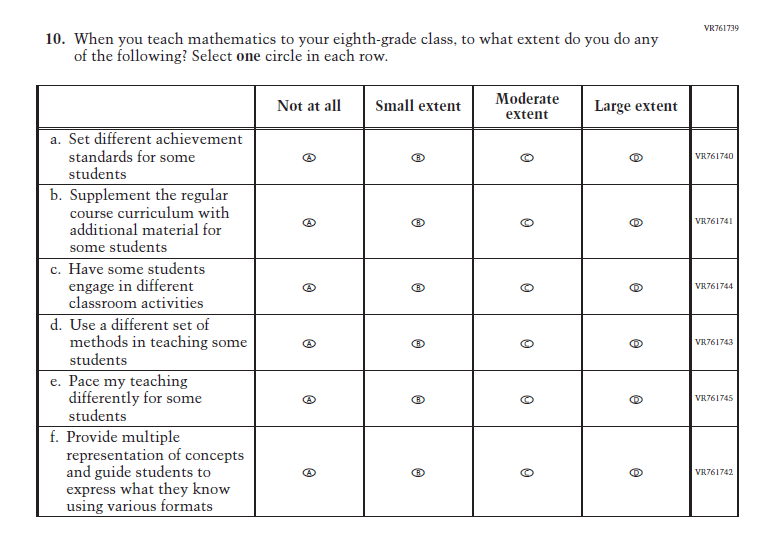 VR761739
10. When you teach mathematics to your eighth-grade class, to what extent do you do any
of the following? Select one circle in each row.
Not at all Small extent Moderate extent Large extent
a. Set different achievement
standards for some
students
A B C D VR761740
b. Supplement the regular
course curriculum with
additional material for
some students
A B C D VR761741
c. Have some students
engage in different
classroom activities
A B C D VR761744
d. Use a different set of
methods in teaching some
students
A B C D VR761743
e. Pace my teaching
differently for some
students
A B C D VR761745
f. Provide multiple
representation of concepts
and guide students to
express what they know
using various formats
A B C D VR761742